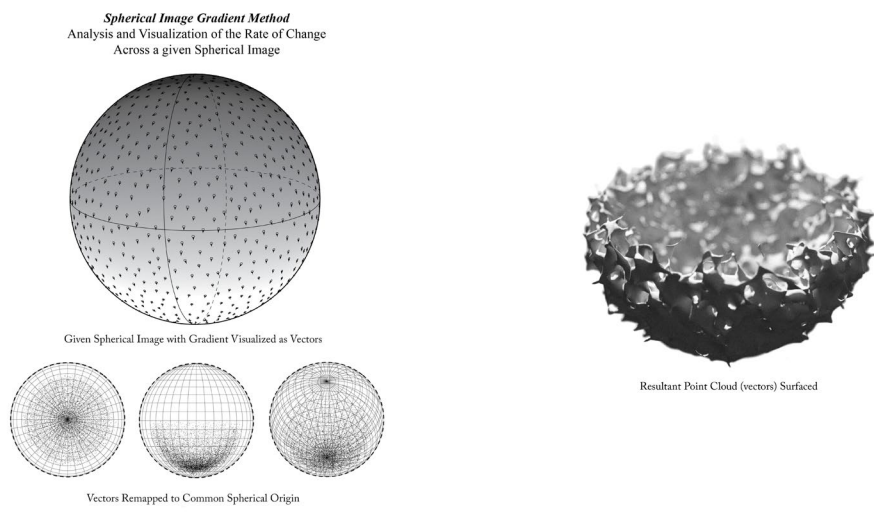 Spherical Image Gradient Method
Analysis and Visualization of the Rate of Change
Across a given Spherical Image
Given Spherical Image with Gradient Visualized as Vectors
Vectors Remapped to Common Spherical Origin
Resultant Point Cloud (vectors) Surfaced